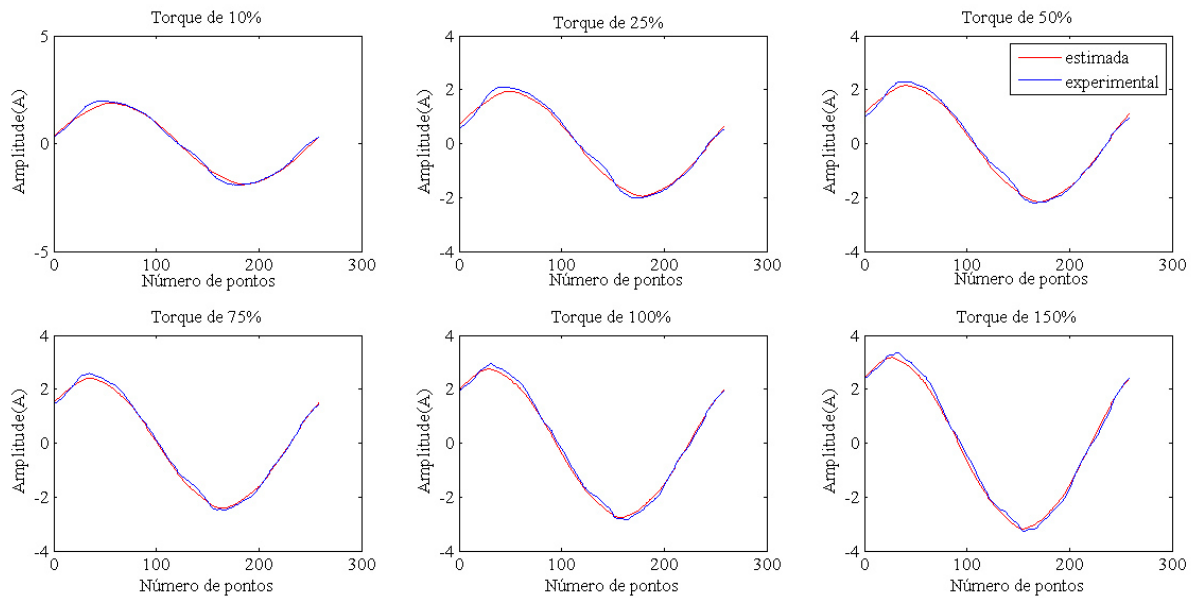 Torque de 10%
Torque de 25%
Torque de 50%
5
0
-5
Amplitude(A)
0 100 200 300
Número de pontos
4
2
0
-2
-4
Amplitude(A)
0 100 200 300
Número de pontos
4
2
0
-2
-4
Amplitude(A)
estimada
experimental
0 100 200 300
Número de pontos
Torque de 75%
Torque de 100%
Torque de 150%
4
2
0
-2
-4
Amplitude(A)
0 100 200 300
Número de pontos
4
2
0
-2
-4
Amplitude(A)
0 100 200 300
Número de pontos
4
2
0
-2
-4
Amplitude(A)
0 100 200 300
Número de pontos